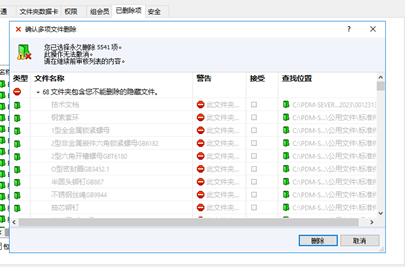 通 文件夹数据卡 权限 组会员 已删除项 安全
确认多项文件删除
您已选择永久删除 5541 项。
此操作无法激消。
请在继续前审核列表的内容。
类型 文件名称 警告 接受 查找位置
68 文件夹包含您不能删除的隐藏文件。
技术文档 此文件夹... C:\PDM-SEVER...2023\0012313
钢索套环 此文件夹... C:\PDM-S...\公用文件\标准件
1型全金属锁紧螺母 此文件夹... C:\PDM-S...\公用文件\标准件
2型非金属嵌件六角锁紧螺母GB6182 此文件夹... C:\PDM-S...\公用文件\标准件
2型六角开槽螺母GB6180 此文件夹... C:\PDM-S...\公用文件\标准件
O型密封圈GB3452.1 此文件夹... C:\PDM-S...\公用文件\标准件
半圆头铆钉GB867 此文件夹... C:\PDM-S...\公用文件\标准件
不锈钢丝绳GB9944 此文件夹... C:\PDM-S...\公用文件\标准件
抽芯铆钉 此文件夹... C:\PDM-S...\公用文件\标准件
删除 取消